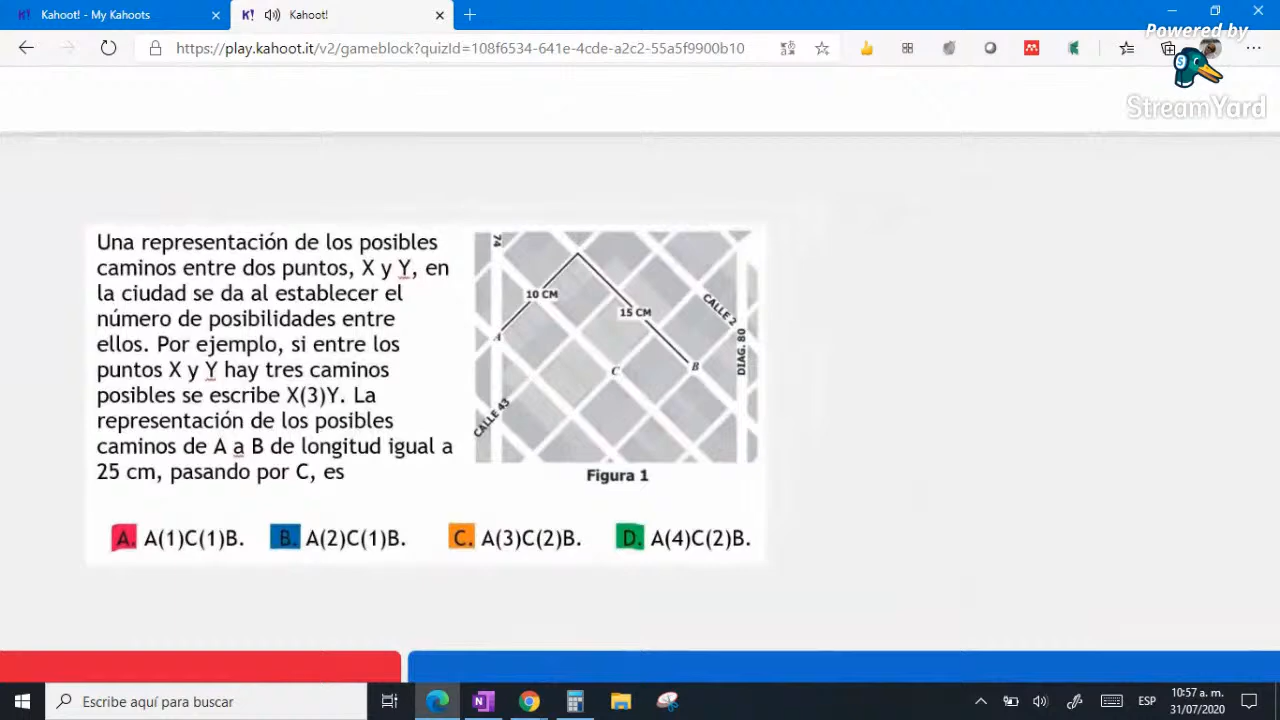 Kahoot! - My Kahoots
Kahoot!
Powered by
https://play.kahoot.it/v2/gameblock?quizId=108f6534-641e-4cde-a2c2-55a5f9900b10
StreamYard
Una representación de los posibles
caminos entre dos puntos, X y Y, en
la ciudad se da al establecer el
número de posibilidades entre
ellos. Por ejemplo, si entre los
puntos X y Y hay tres caminos
posibles se escribe X(3)Y. La
representación de los posibles
caminos de A a B de longitud igual a
25 cm, pasando por C, es
74
10 CM
15 CM
CALLE 2
DIAG. 80
A
C
B
CALLE 43
Figura 1
A. A(1)C(1)B. B. A(2)C(1)B. C. A(3)C(2)B. D. A(4)C(2)B.
Escribe aquí para buscar
ESP
10:57 a. m.
31/07/2020